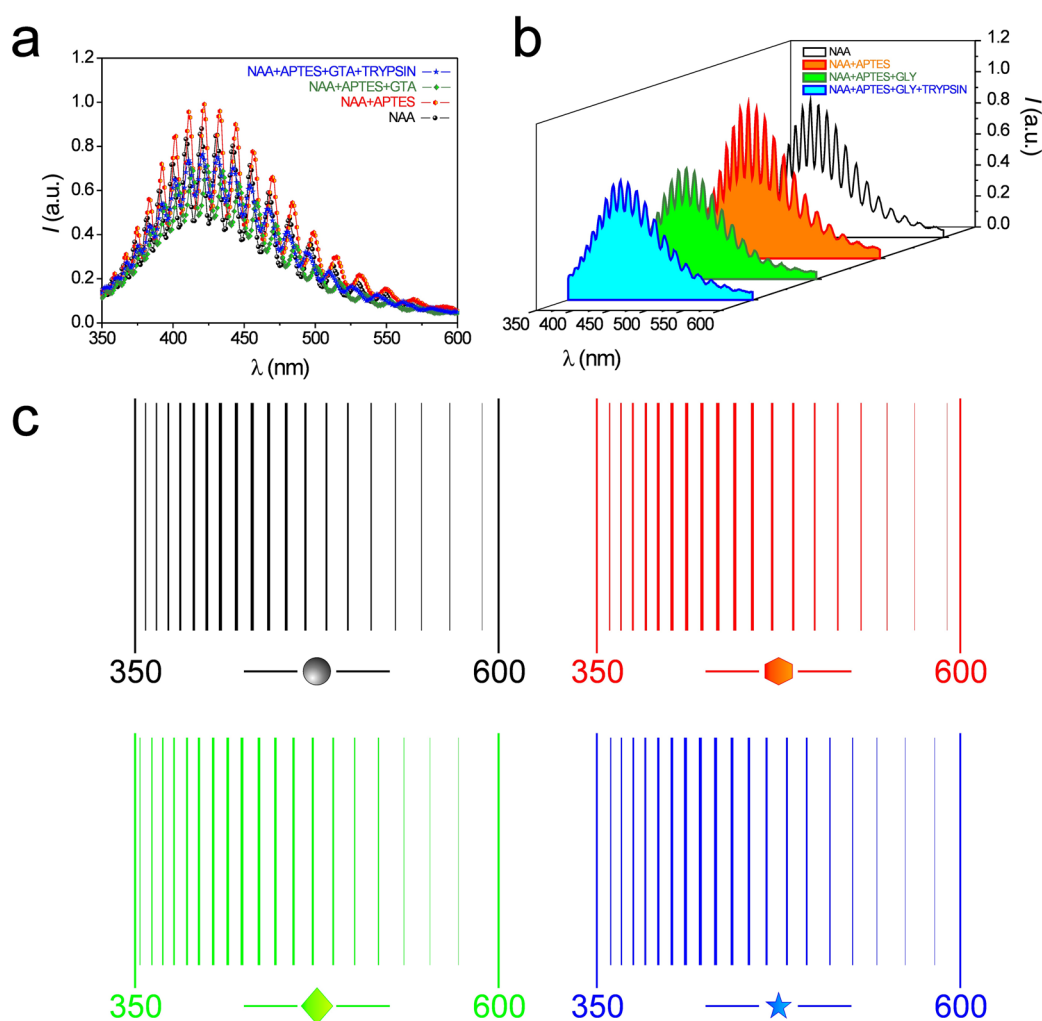 a
1.2
1.0
0.8
0.6
0.4
0.2
0.0
I (a.u.)
NAA+APTES+GTA+TRYPSIN
NAA+APTES+GTA
NAA+APTES
NAA
350 400 450 500 550 600
λ (nm)
b
NAA
NAA+APTES
NAA+APTES+GLY
NAA+APTES+GLY+TRYPSIN
1.2
1.0
0.8
0.6
0.4
0.2
0.0
I (a.u.)
350 400 450 500 550 600
λ (nm)
c
350 600
350 600
350 600
350 600